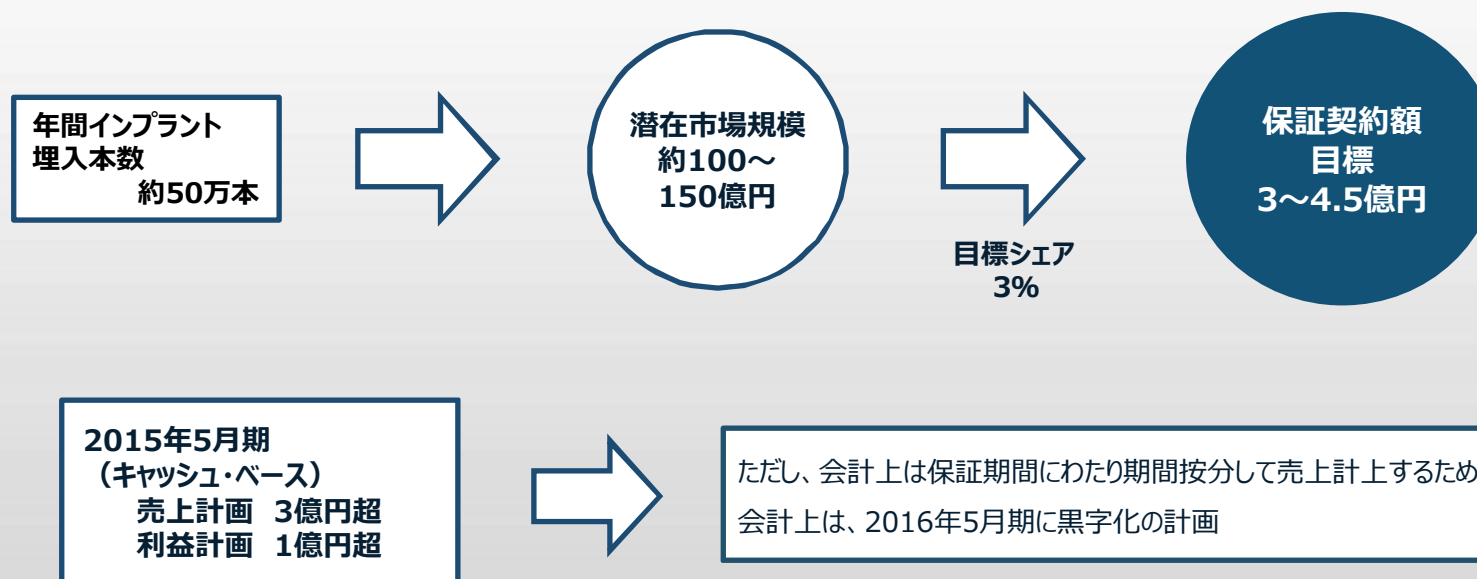 年間インプラント
埋入本数
約50万本
潜在市場規模
約100～
150億円
目標シェア
3%
保証契約額
目標
3～4.5億円
2015年5月期
（キャッシュ・ベース）
売上計画 3億円超
利益計画 1億円超
ただし、会計上は保証期間にわたり期間按分して売上計上するため
会計上は、2016年5月期に黒字化の計画